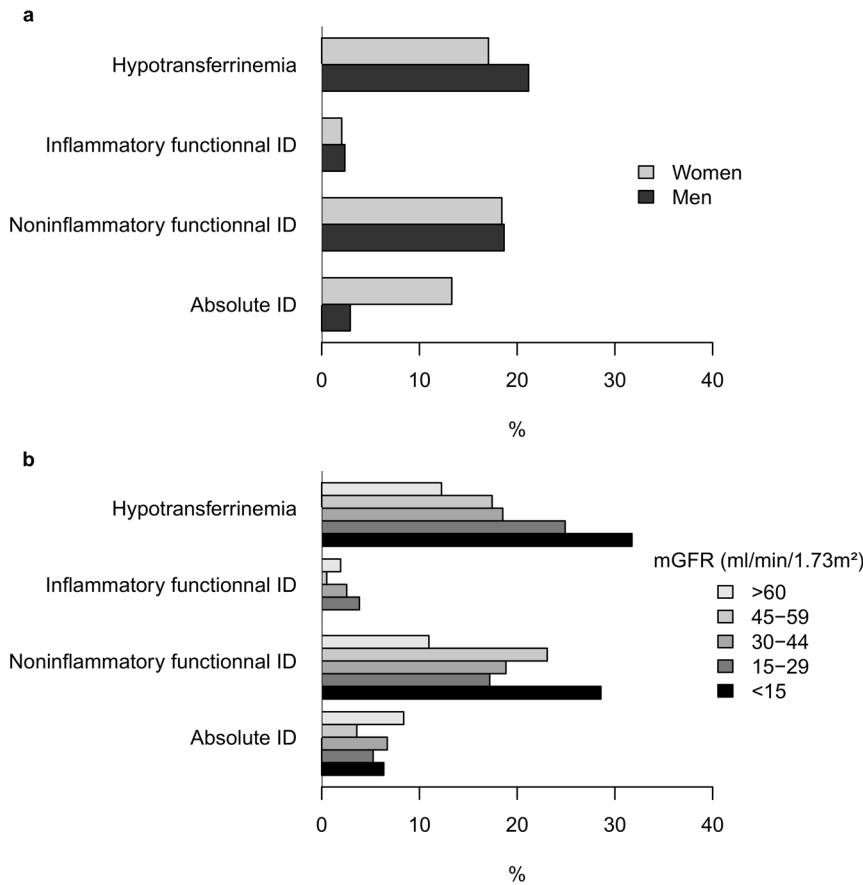 a
Hypotransferrinemia
Inflammatory functionnal ID
Noninflammatory functionnal ID
Absolute ID
Women
Men
0 10 20 30 40
%
b
Hypotransferrinemia
Inflammatory functionnal ID
Noninflammatory functionnal ID
Absolute ID
mGFR (ml/min/1.73m²)
>60
45−59
30−44
15−29
<15
0 10 20 30 40
%